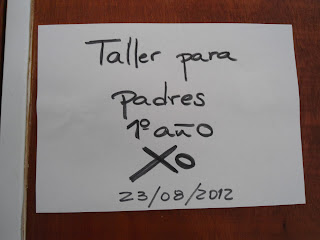 Taller para
padres
1º año
XO
23/08/2012